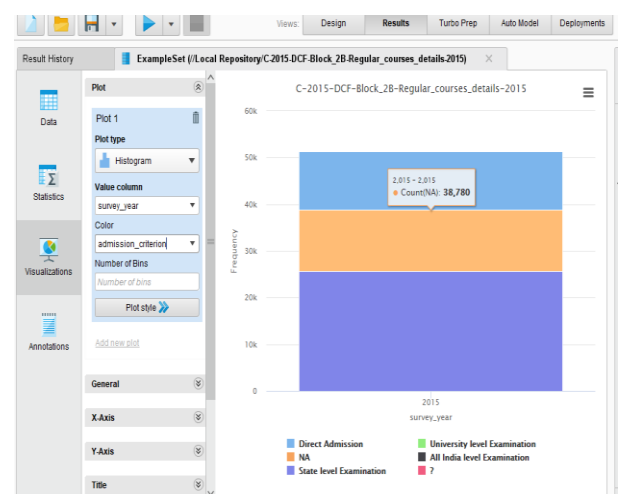 Views: Design Results Turbo Prep Auto Model Deployments
Result History
ExampleSet (//Local Repository/C-2015-DCF-Block_2B-Regular_courses_details-2015)
Data
Statistics
Visualizations
Annotations
Plot
Plot 1
Plot type
Histogram
Value column
survey_year
Color
admission_criterion
Number of Bins
Number of bins
Plot style
Add new plot
General
X-Axis
Y-Axis
Title
C-2015-DCF-Block_2B-Regular_courses_details-2015
60k
50k
40k
30k
20k
10k
0
Frequency
2,015 - 2,015
Count(NA): 38,780
2015
survey_year
Direct Admission
NA
State level Examination
University level Examination
All India level Examination
?